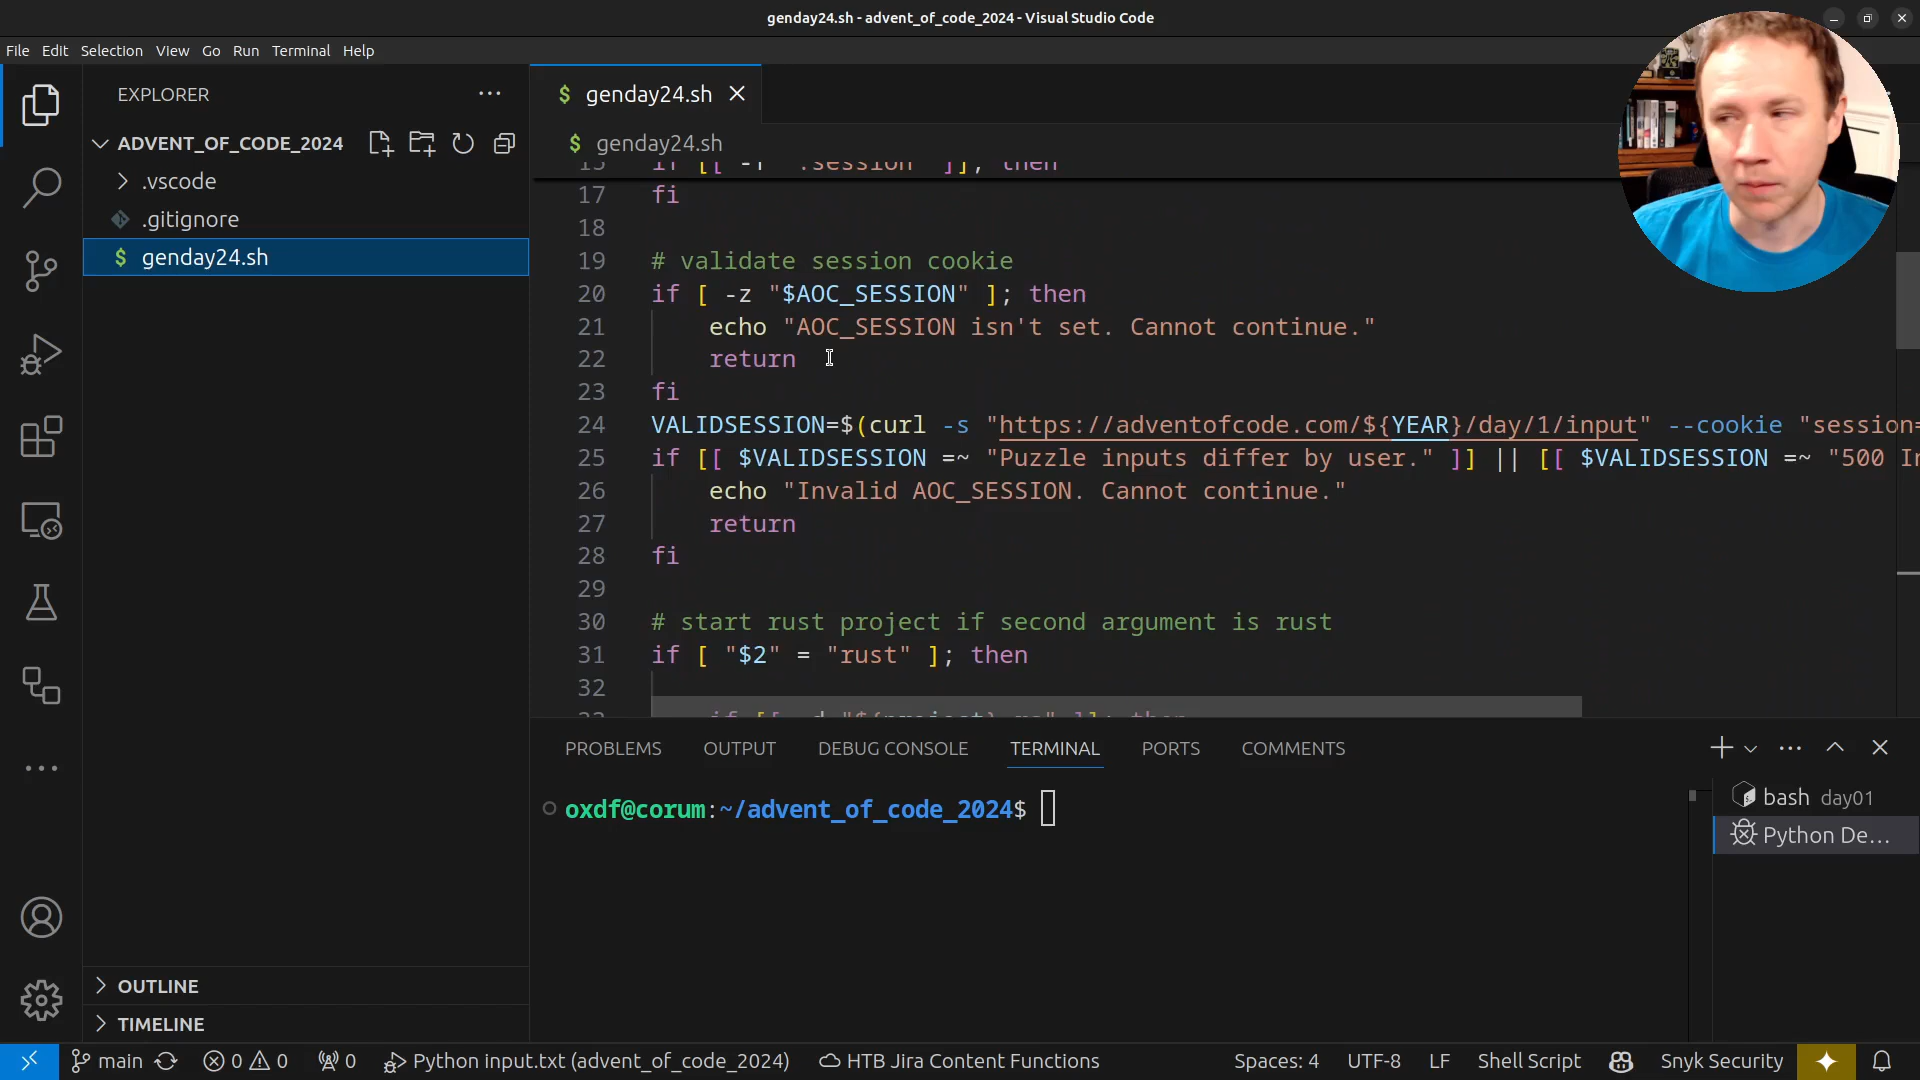 genday24.sh - advent_of_code_2024 - Visual Studio Code
File Edit Selection View Go Run Terminal Help
EXPLORER
ADVENT_OF_CODE_2024
.vscode
.gitignore
genday24.sh
OUTLINE
TIMELINE
genday24.sh
genday24.sh
17 fi
18
19 # validate session cookie
20 if [ -z "$AOC_SESSION" ]; then
21 echo "AOC_SESSION isn't set. Cannot continue."
22 return
23 fi
24 VALIDSESSION=$(curl -s "https://adventofcode.com/${YEAR}/day/1/input" --cookie "session=
25 if [[ $VALIDSESSION =~ "Puzzle inputs differ by user." ]] || [[ $VALIDSESSION =~ "500 In
26 echo "Invalid AOC_SESSION. Cannot continue."
27 return
28 fi
29
30 # start rust project if second argument is rust
31 if [ "$2" = "rust" ]; then
32
PROBLEMS OUTPUT DEBUG CONSOLE TERMINAL PORTS COMMENTS
oxdf@corum:~/advent_of_code_2024$
bash day01
Python De...
main 0 0 0 Python input.txt (advent_of_code_2024) HTB Jira Content Functions Spaces: 4 UTF-8 LF Shell Script Snyk Security